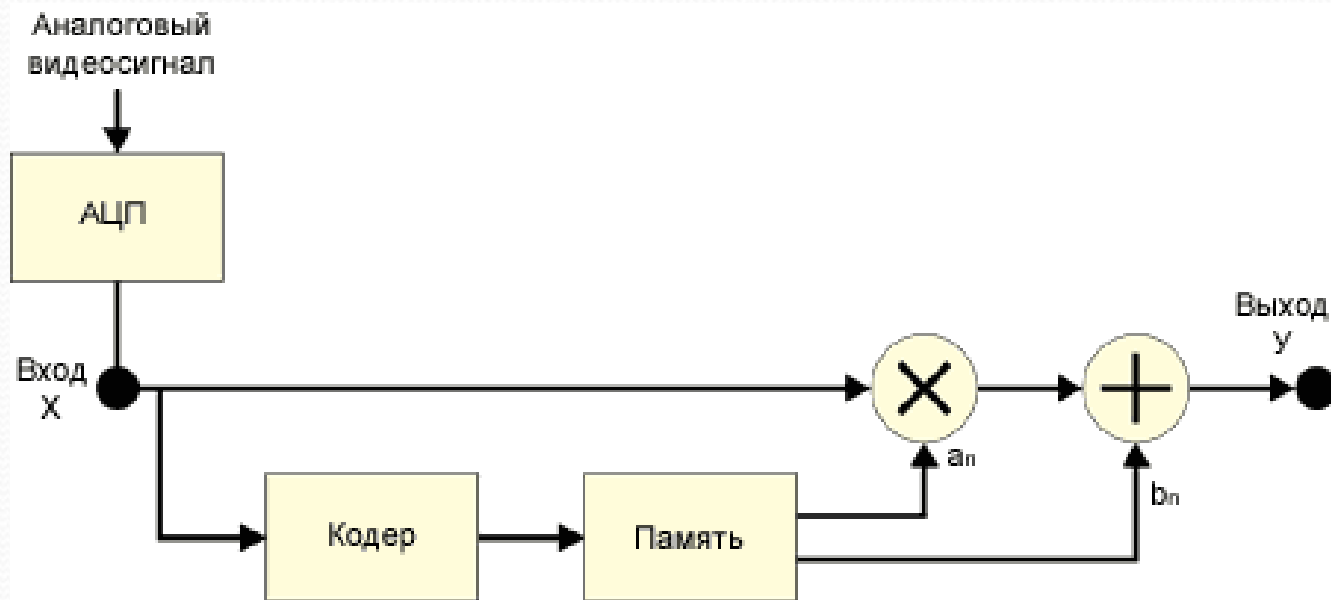 Аналоговый
видеосигнал
АЦП
Вход
X
Выход
У
an
bn
Кодер
Память